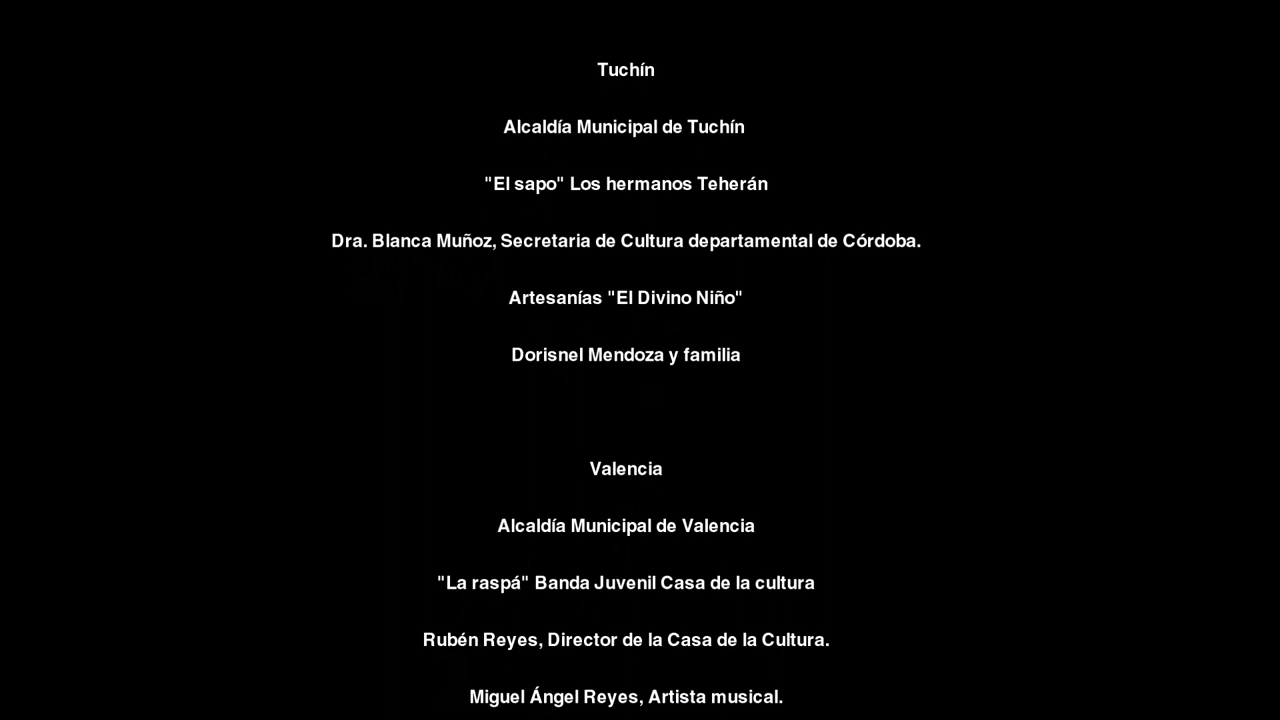 Tuchín
Alcaldía Municipal de Tuchín
"El sapo" Los hermanos Teherán
Dra. Blanca Muñoz, Secretaria de Cultura departamental de Córdoba.
Artesanías "El Divino Niño"
Dorisnel Mendoza y familia
Valencia
Alcaldía Municipal de Valencia
"La raspá" Banda Juvenil Casa de la cultura
Rubén Reyes, Director de la Casa de la Cultura.
Miguel Ángel Reyes, Artista musical.